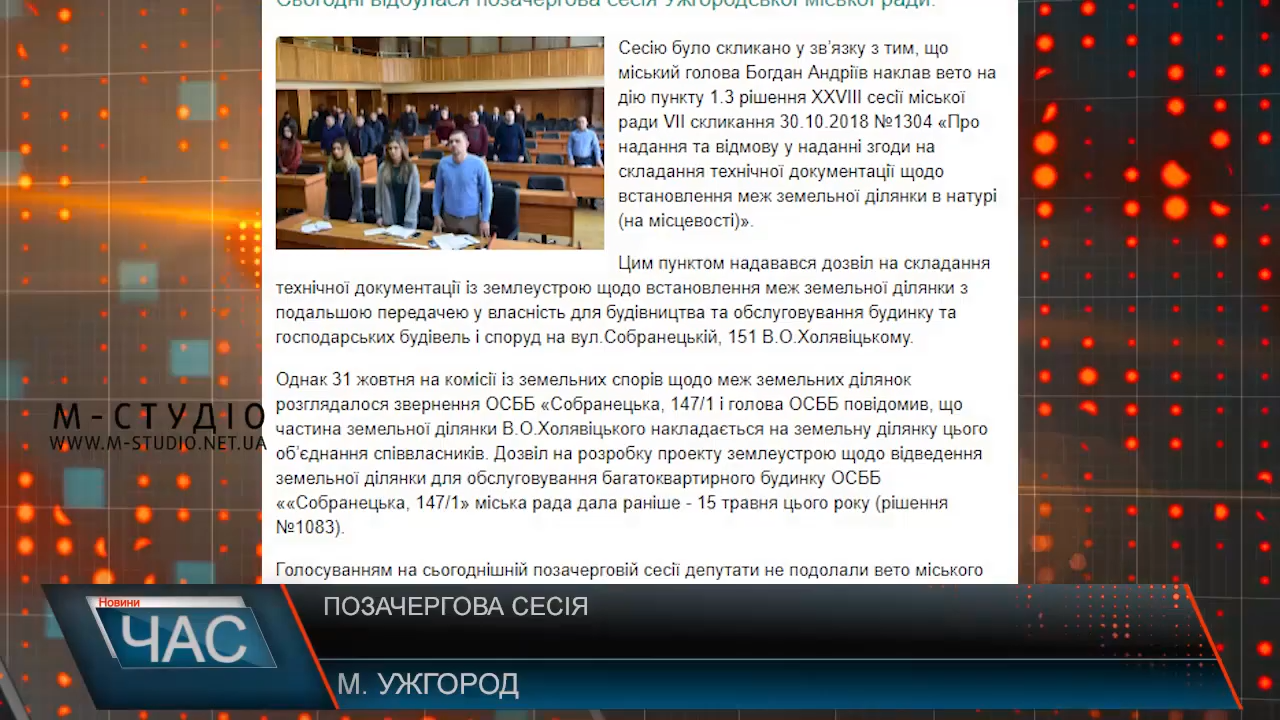 Сьогодні відбулася позачергова сесія Ужгородської міської ради.
Сесію було скликано у зв’язку з тим, що
міський голова Богдан Андріїв наклав вето на
дію пункту 1.3 рішення XXVIII сесії міської
ради VII скликання 30.10.2018 №1304 «Про
надання та відмову у наданні згоди на
складання технічної документації щодо
встановлення меж земельної ділянки в натурі
(на місцевості)».
Цим пунктом надавався дозвіл на складання
технічної документації із землеустрою щодо встановлення меж земельної ділянки з
подальшою передачею у власність для будівництва та обслуговування будинку та
господарських будівель і споруд на вул.Собранецькій, 151 В.О.Холявіцькому.
Однак 31 жовтня на комісії із земельних спорів щодо меж земельних ділянок
розглядалося звернення ОСББ «Собранецька, 147/1 і голова ОСББ повідомив, що
частина земельної ділянки В.О.Холявіцького накладається на земельну ділянку цього
об’єднання співвласників. Дозвіл на розробку проекту землеустрою щодо відведення
земельної ділянки для обслуговування багатоквартирного будинку ОСББ
««Собранецька, 147/1» міська рада дала раніше - 15 травня цього року (рішення
№1083).
Голосуванням на сьогоднішній позачерговій сесії депутати не подолали вето міського
М-СТУДІО
WWW.M-STUDIO.NET.UA
Новини
ЧАС
ПОЗАЧЕРГОВА СЕСІЯ
М. УЖГОРОД